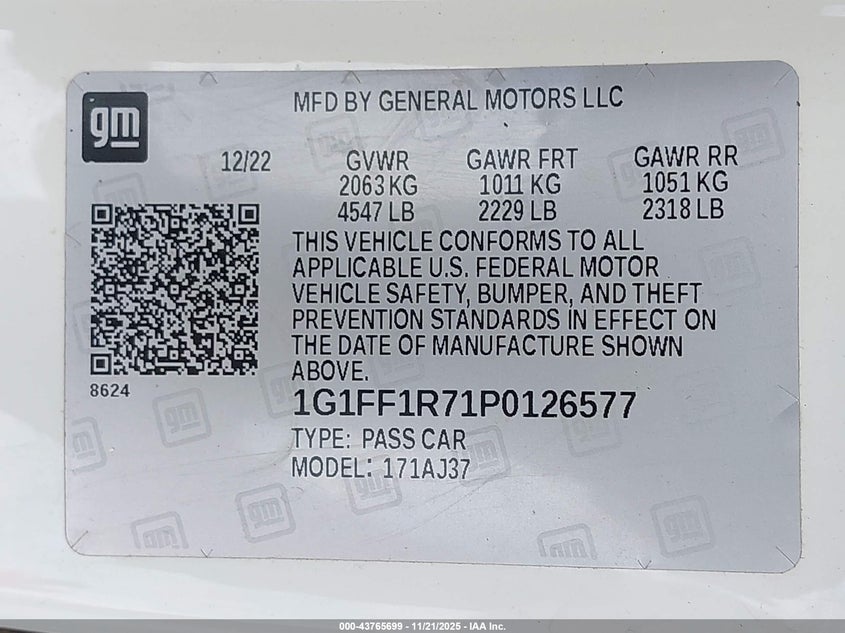 gm
MFD BY GENERAL MOTORS LLC
12/22 GVWR GAWR FRT GAWR RR
2063 KG 1011 KG 1051 KG
4547 LB 2229 LB 2318 LB
THIS VEHICLE CONFORMS TO ALL
APPLICABLE U.S. FEDERAL MOTOR
VEHICLE SAFETY, BUMPER, AND THEFT
PREVENTION STANDARDS IN EFFECT ON
THE DATE OF MANUFACTURE SHOWN
ABOVE.
8624
1G1FF1R71P0126577
TYPE: PASS CAR
MODEL: 171AJ37
000-43765699 - 11/21/2025 - IAA Inc.